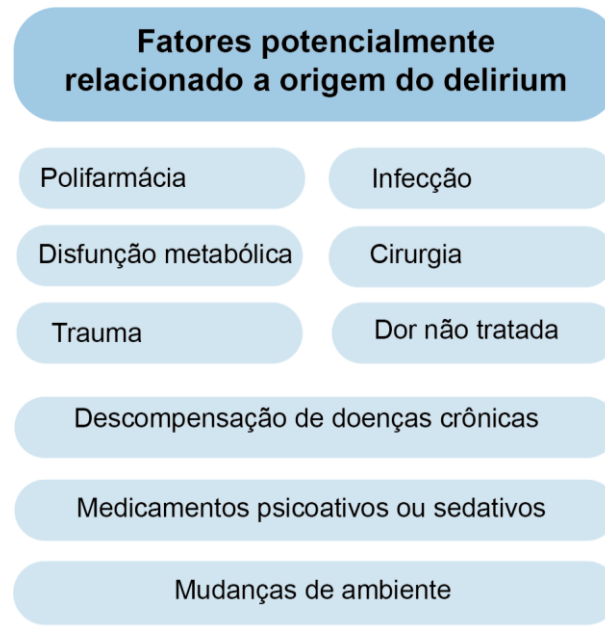 Fatores potencialmente
relacionado a origem do delirium
Polifarmácia
Infecção
Disfunção metabólica
Cirurgia
Trauma
Dor não tratada
Descompensação de doenças crônicas
Medicamentos psicoativos ou sedativos
Mudanças de ambiente